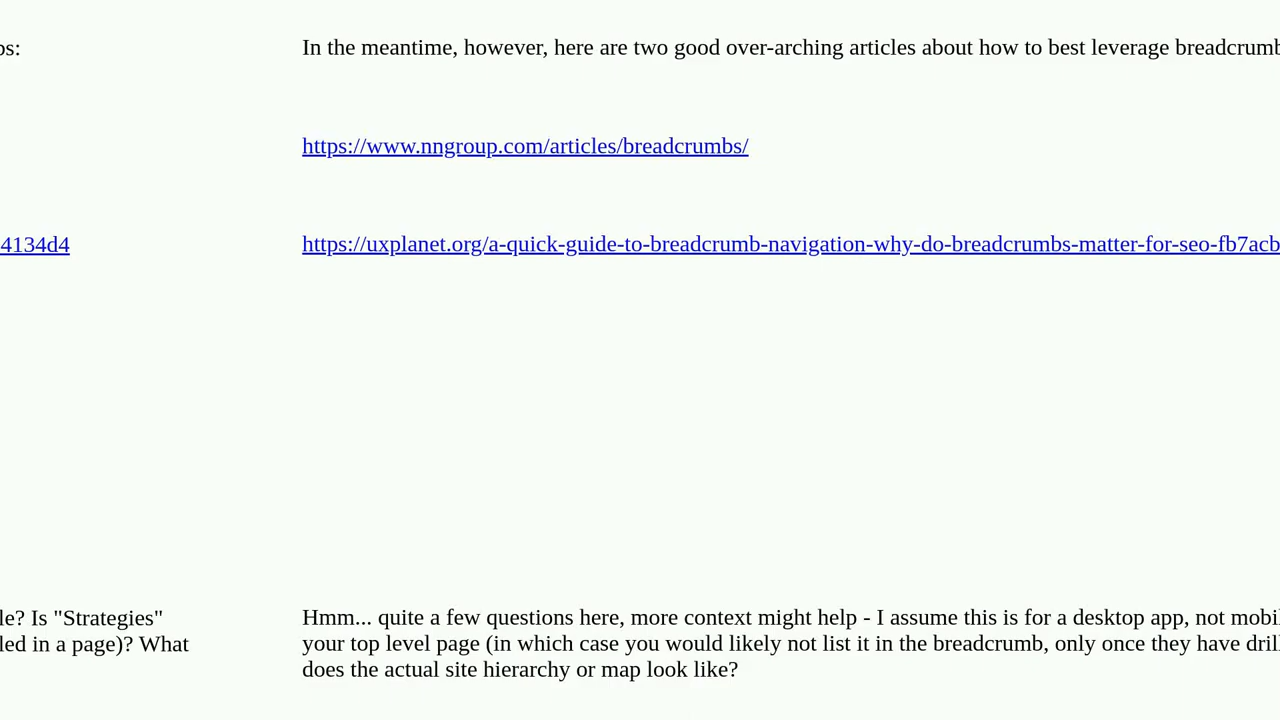 bs:
In the meantime, however, here are two good over-arching articles about how to best leverage breadcrumb
https://www.nngroup.com/articles/breadcrumbs/
4134d4
https://uxplanet.org/a-quick-guide-to-breadcrumb-navigation-why-do-breadcrumbs-matter-for-seo-fb7acb
le? Is "Strategies"
led in a page)? What
Hmm... quite a few questions here, more context might help - I assume this is for a desktop app, not mobil
your top level page (in which case you would likely not list it in the breadcrumb, only once they have dril
does the actual site hierarchy or map look like?